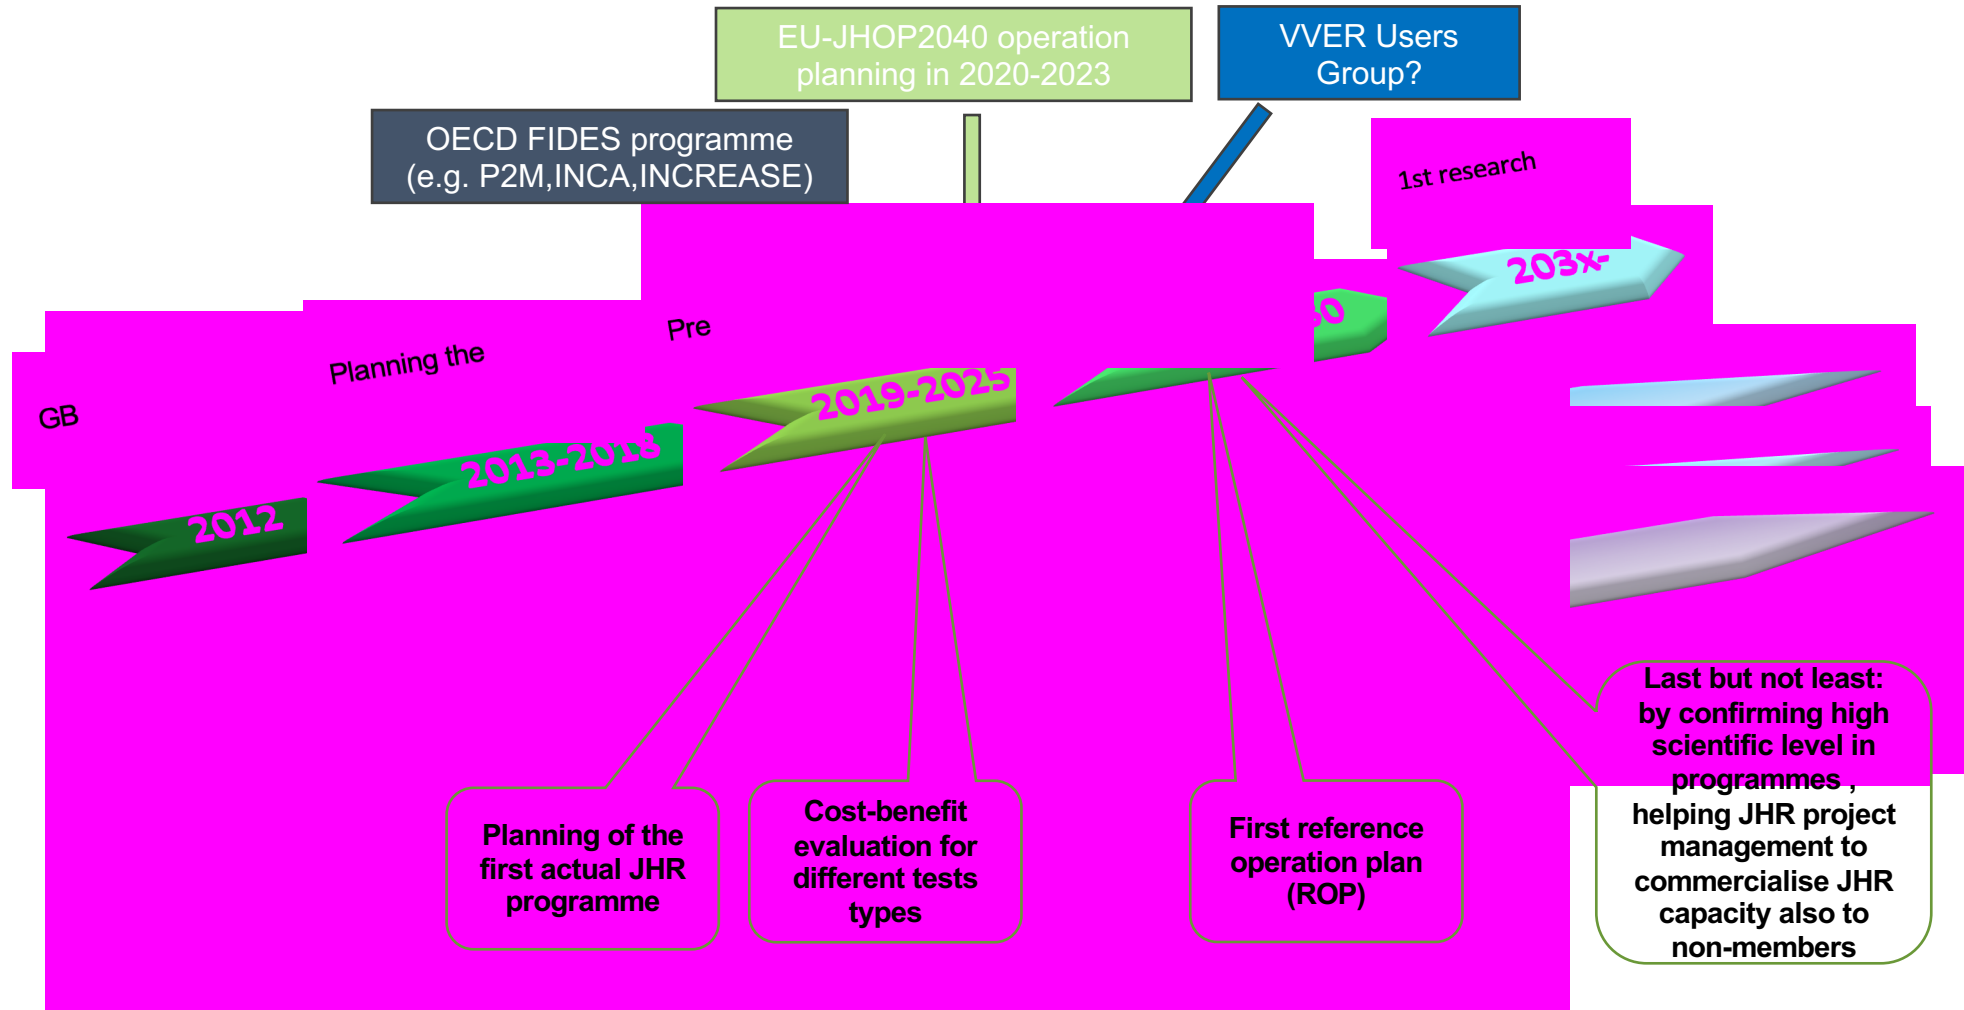 EU-JHOP2040 operation
planning in 2020-2023
VVER Users
Group?
OECD FIDES programme
(e.g. P2M,INCA,INCREASE)
1st research
203x-
Pre
Planning the
GB
2019-2025
2013-2018
2012
Planning of the
first actual JHR
programme
Cost-benefit
evaluation for
different tests
types
First reference
operation plan
(ROP)
Last but not least:
by confirming high
scientific level in
programmes ,
helping JHR project
management to
commercialise JHR
capacity also to
non-members